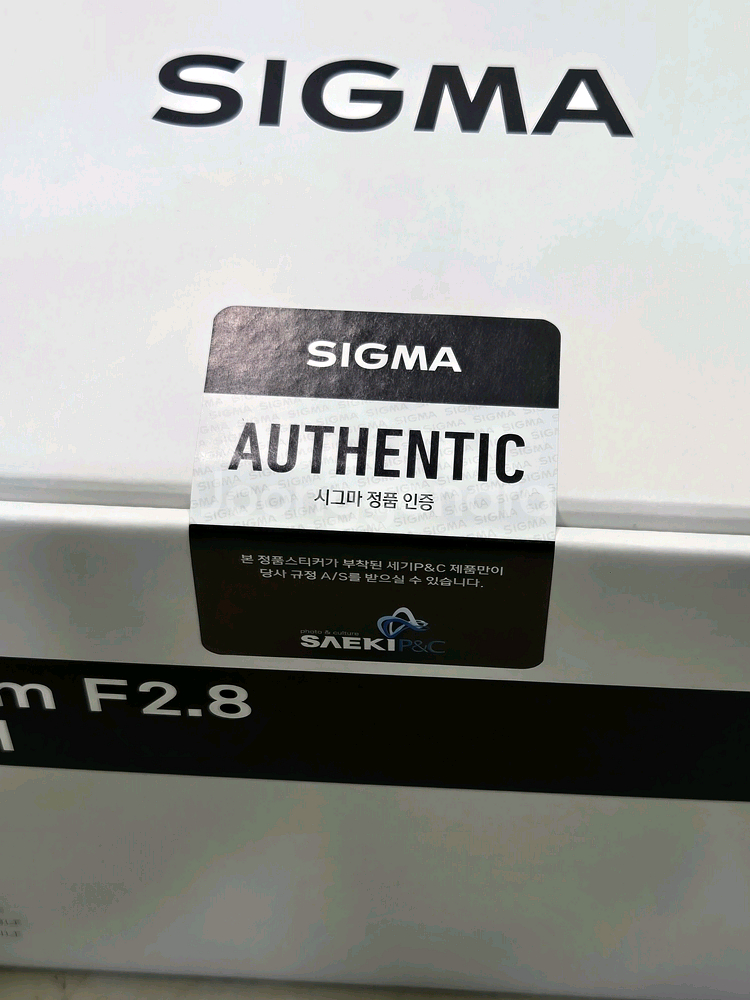 SIGMA
SIGMA
AUTHENTIC
시그마 정품 인증
본 정품스티커가 부착된 세기P&C 제품만이
당사 규정 A/S를 받으실 수 있습니다.
photo & culture
SAEKI P&C
m F2.8